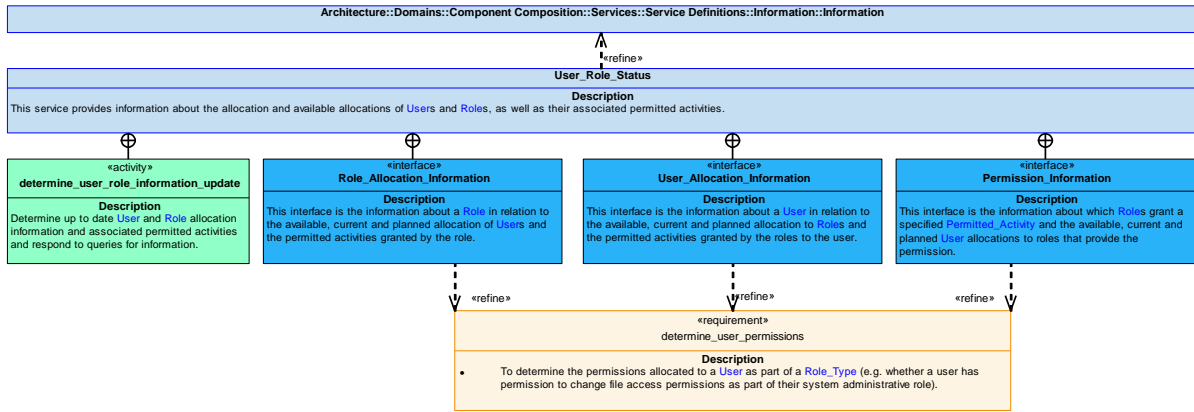 Architecture::Domains::Component Composition::Services::Service Definitions::Information::Information
«refine»
User_Role_Status
Description
This service provides information about the allocation and available allocations of Users and Roles, as well as their associated permitted activities.
«activity»
determine_user_role_information_update
Description
Determine up to date User and Role allocation
information and associated permitted activities
and respond to queries for information.
«interface»
Role_Allocation_Information
Description
This interface is the information about a Role in relation to
the available, current and planned allocation of Users and
the permitted activities granted by the role.
«interface»
User_Allocation_Information
Description
This interface is the information about a User in relation to
the available, current and planned allocation to Roles and
the permitted activities granted by the roles to the user.
«interface»
Permission_Information
Description
This interface is the information about which Roles grant a
specified Permitted_Activity and the available, current and
planned User allocations to roles that provide the
permission.
«refine»
«refine»
«refine»
«requirement»
determine_user_permissions
Description
• To determine the permissions allocated to a User as part of a Role_Type (e.g. whether a user has
permission to change file access permissions as part of their system administrative role).